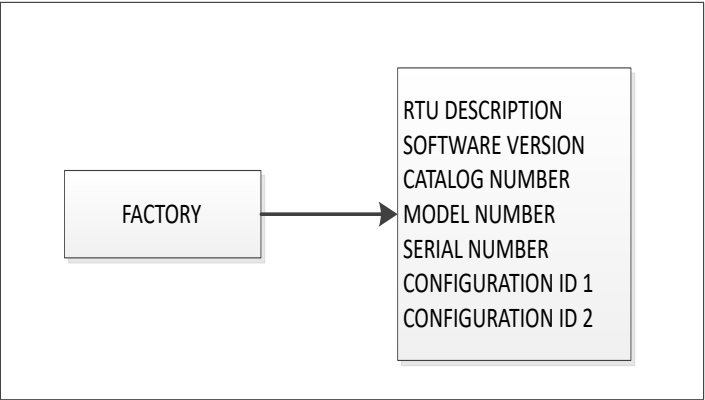 FACTORY
RTU DESCRIPTION
SOFTWARE VERSION
CATALOG NUMBER
MODEL NUMBER
SERIAL NUMBER
CONFIGURATION ID 1
CONFIGURATION ID 2